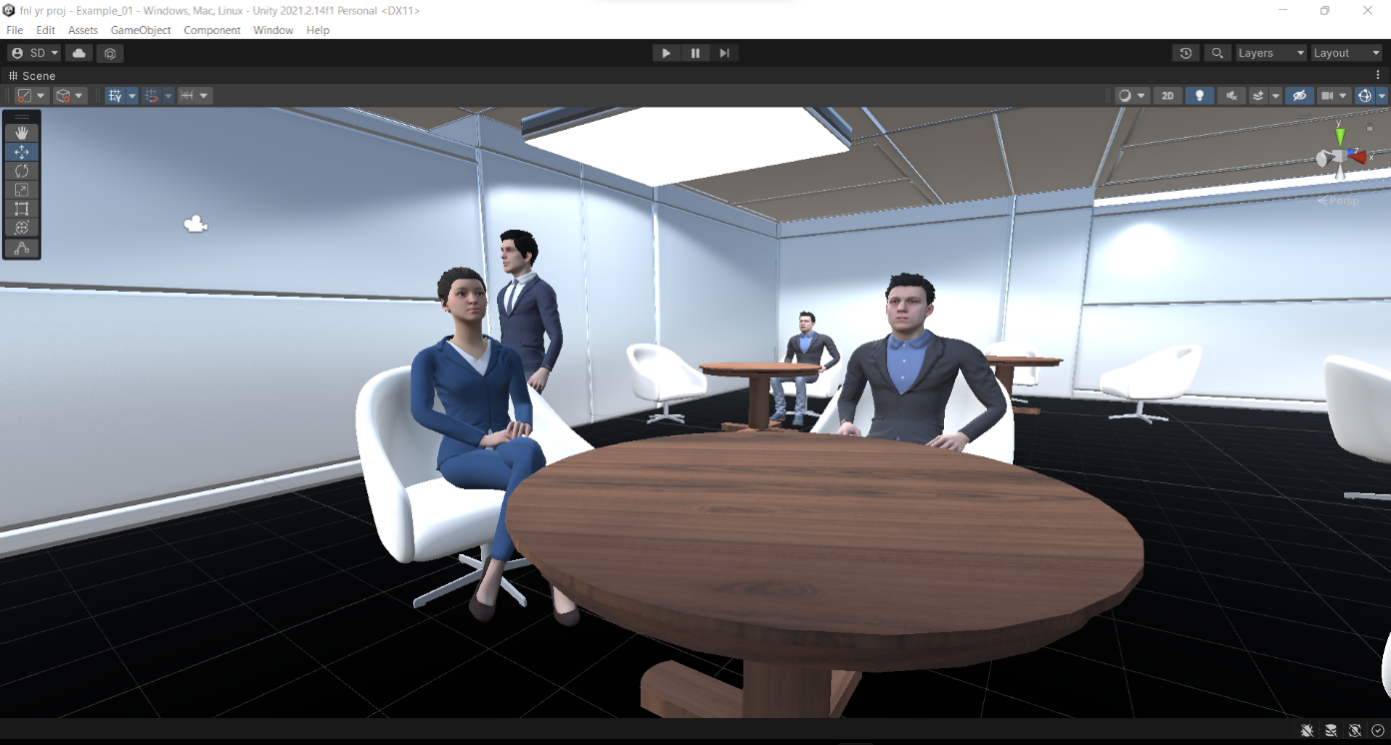 fnl yr proj - Example_01 - Windows, Mac, Linux - Unity 2021.2.14f1 Personal <DX11>
File Edit Assets GameObject Component Window Help
SD Layers Layout
Scene
2D
y
x
Persp